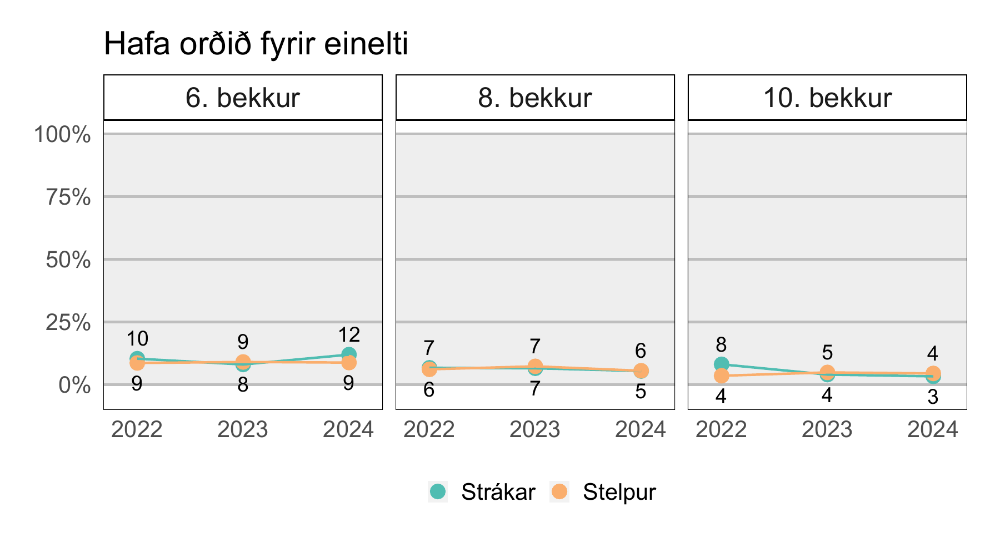 Hafa orðið fyrir einelti
6. bekkur 8. bekkur 10. bekkur
100%
75%
50%
25%
0%
10 9 12
9 8 9
7 7 6
6 7 5
8 5 4
4 4 3
2022 2023 2024 2022 2023 2024 2022 2023 2024
Strákar Stelpur